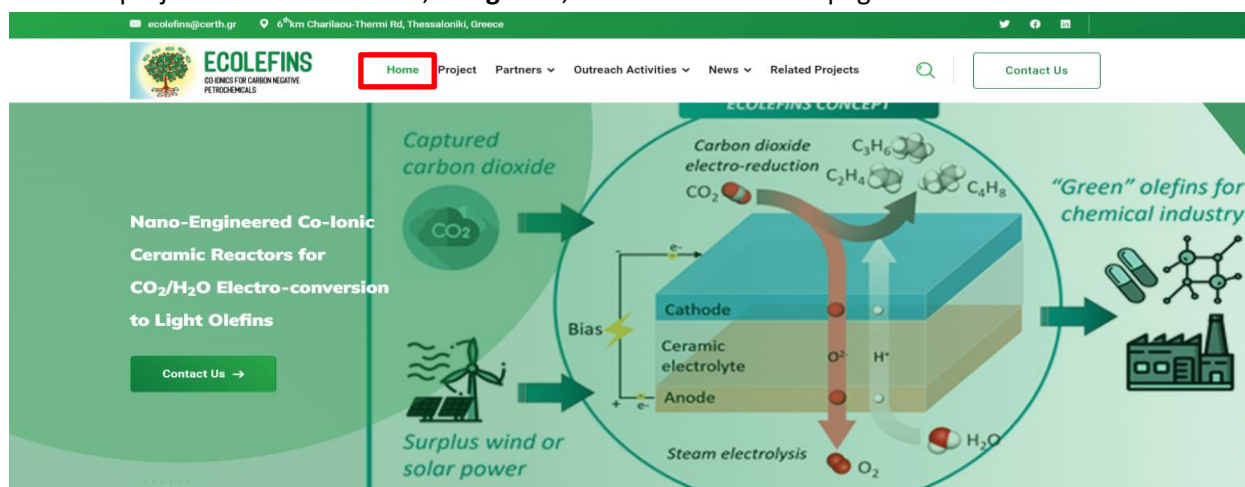 ecolefins@certh.gr 6thkm Charilaou-Thermi Rd, Thessaloniki, Greece
ECOLEFINS
CO-IONICS FOR CARBON NEGATIVE
PETROCHEMICALS
Home Project Partners Outreach Activities News Related Projects Contact Us
ECOLEFINS CONCEPT
Captured
carbon dioxide
CO2
Carbon dioxide
electro-reduction
CO2
C3H6
C2H4
C4H8
"Green" olefins for
chemical industry
Nano-Engineered Co-Ionic
Ceramic Reactors for
CO2/H2O Electro-conversion
to Light Olefins
Contact Us →
- e-
Bias
+ e-
Cathode
Ceramic
electrolyte
Anode
O2- H+
Surplus wind or
solar power
Steam electrolysis
O2
H2O